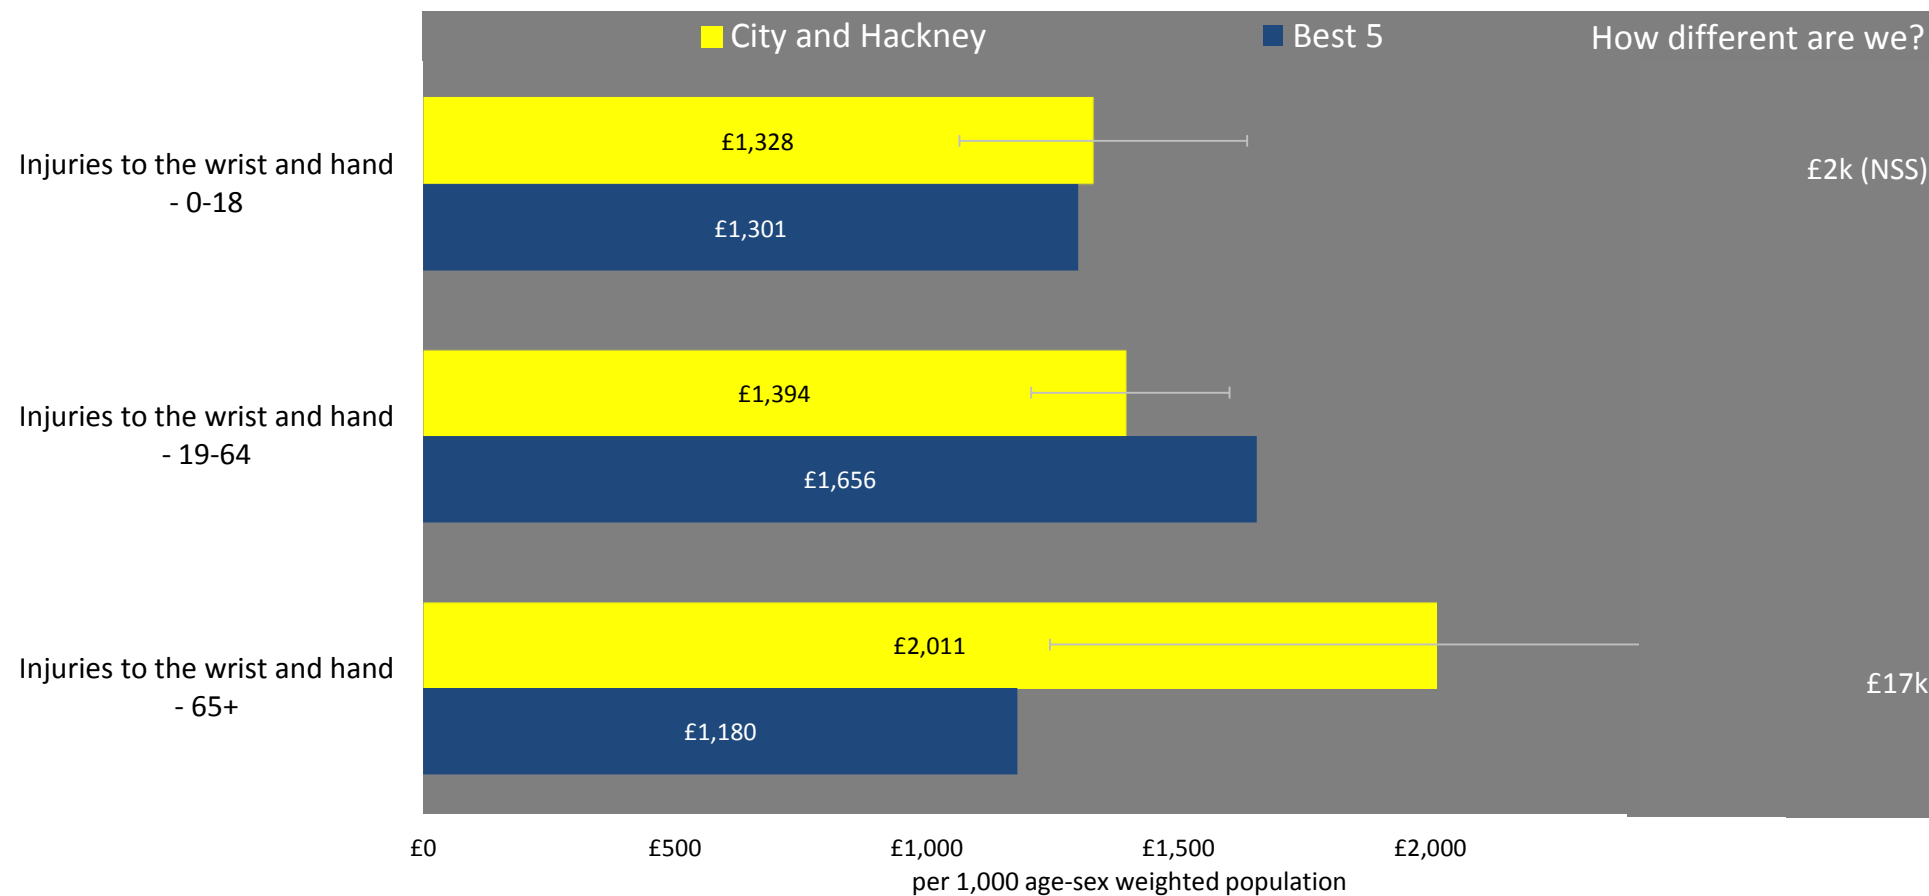 City and Hackney
Best 5
How different are we?
Injuries to the wrist and hand
- 0-18
£1,328
£1,301
£2k (NSS)
Injuries to the wrist and hand
- 19-64
£1,394
£1,656
Injuries to the wrist and hand
- 65+
£2,011
£1,180
£17k
£0
£500
£1,000
£1,500
£2,000
per 1,000 age-sex weighted population